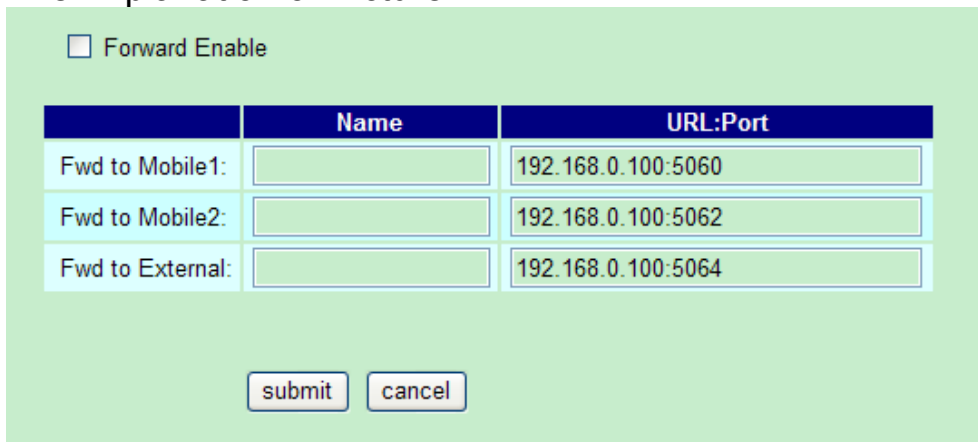 Forward Enable
Name URL:Port
Fwd to Mobile1: 192.168.0.100:5060
Fwd to Mobile2: 192.168.0.100:5062
Fwd to External: 192.168.0.100:5064
submit cancel